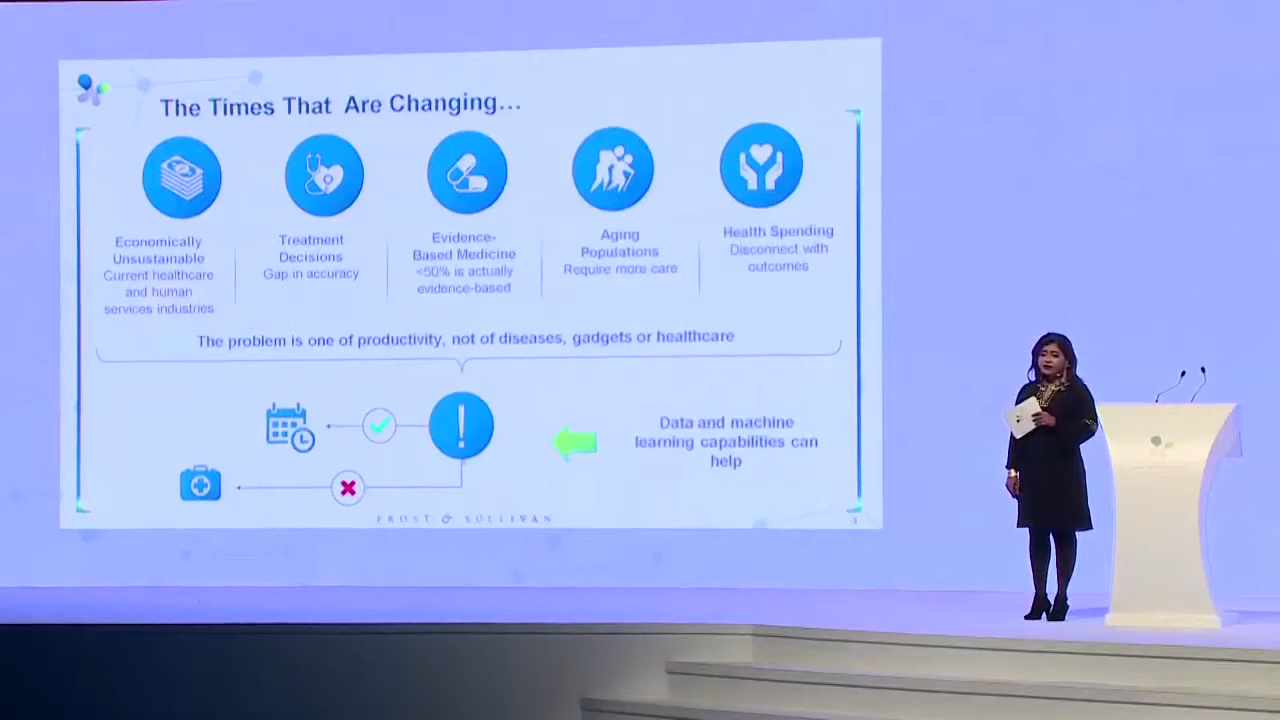 The Times That Are Changing...
Economically
Unsustainable
Current healthcare
and human
services industries
Treatment
Decisions
Gap in accuracy
Evidence-
Based Medicine
<50% is actually
evidence-based
Aging
Populations
Require more care
Health Spending
Disconnect with
outcomes
The problem is one of productivity, not of diseases, gadgets or healthcare
!
Data and machine
learning capabilities can
help
FROST & SULLIVAN
3